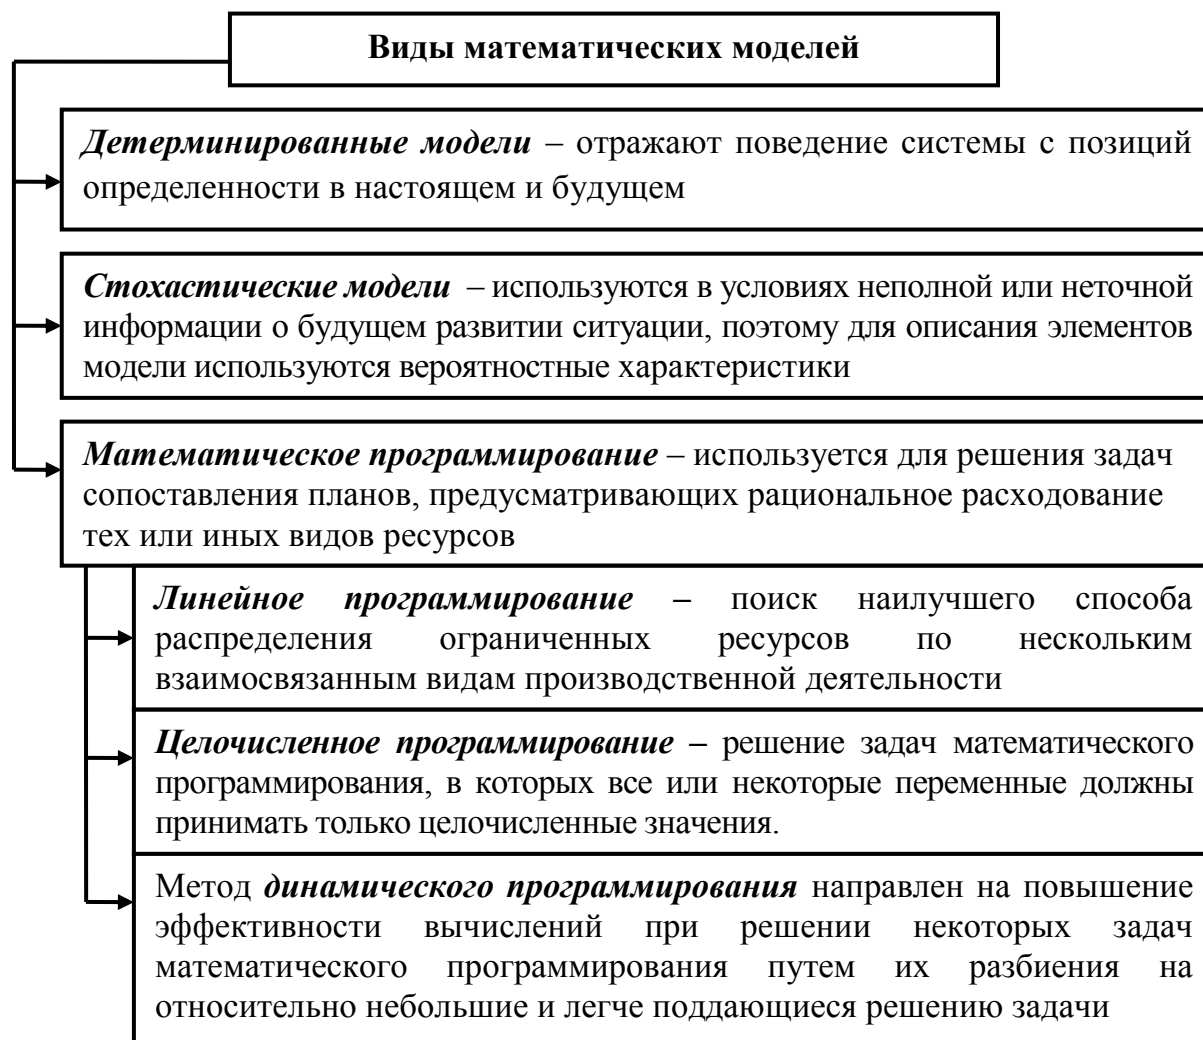 Виды математических моделей
Детерминированные модели – отражают поведение системы с позиций
определенности в настоящем и будущем
Стохастические модели – используются в условиях неполной или неточной
информации о будущем развитии ситуации, поэтому для описания элементов
модели используются вероятностные характеристики
Математическое программирование – используется для решения задач
сопоставления планов, предусматривающих рациональное расходование
тех или иных видов ресурсов
Линейное программирование – поиск наилучшего способа
распределения ограниченных ресурсов по нескольким
взаимосвязанным видам производственной деятельности
Целочисленное программирование – решение задач математического
программирования, в которых все или некоторые переменные должны
принимать только целочисленные значения.
Метод динамического программирования направлен на повышение
эффективности вычислений при решении некоторых задач
математического программирования путем их разбиения на
относительно небольшие и легче поддающиеся решению задачи